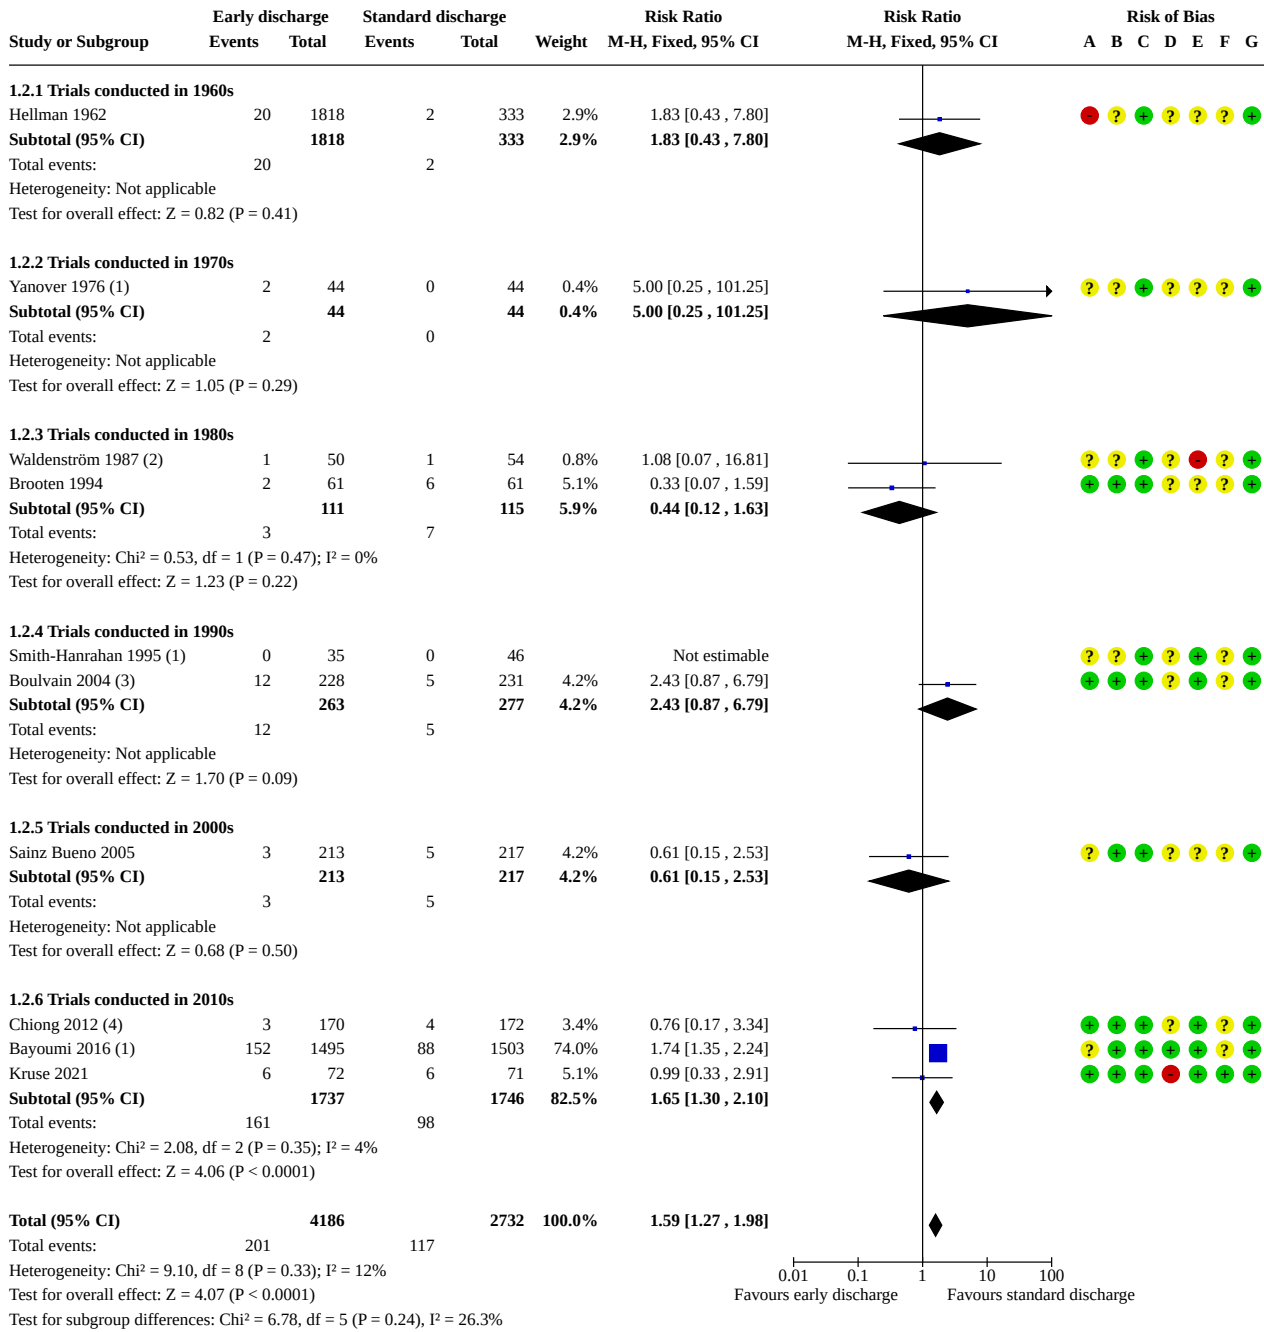 Early discharge Standard discharge Risk Ratio Risk Ratio Risk of Bias
Study or Subgroup Events Total Events Total Weight M-H, Fixed, 95% CI M-H, Fixed, 95% CI A B C D E F G
1.2.1 Trials conducted in 1960s
Hellman 1962 20 1818 2 333 2.9% 1.83 [0.43 , 7.80] - ? + ? ? ? +
Subtotal (95% CI) 1818 333 2.9% 1.83 [0.43 , 7.80]
Total events: 20 2
Heterogeneity: Not applicable
Test for overall effect: Z = 0.82 (P = 0.41)
1.2.2 Trials conducted in 1970s
Yanover 1976 (1) 2 44 0 44 0.4% 5.00 [0.25 , 101.25] ? ? + ? ? ? +
Subtotal (95% CI) 44 44 0.4% 5.00 [0.25 , 101.25]
Total events: 2 0
Heterogeneity: Not applicable
Test for overall effect: Z = 1.05 (P = 0.29)
1.2.3 Trials conducted in 1980s
Waldenström 1987 (2) 1 50 1 54 0.8% 1.08 [0.07 , 16.81] ? ? + ? - ? +
Brooten 1994 2 61 6 61 5.1% 0.33 [0.07 , 1.59] + + + ? ? ? +
Subtotal (95% CI) 111 115 5.9% 0.44 [0.12 , 1.63]
Total events: 3 7
Heterogeneity: Chi² = 0.53, df = 1 (P = 0.47); I² = 0%
Test for overall effect: Z = 1.23 (P = 0.22)
1.2.4 Trials conducted in 1990s
Smith-Hanrahan 1995 (1) 0 35 0 46 Not estimable ? ? + ? + ? +
Boulvain 2004 (3) 12 228 5 231 4.2% 2.43 [0.87 , 6.79] + + + ? + ? +
Subtotal (95% CI) 263 277 4.2% 2.43 [0.87 , 6.79]
Total events: 12 5
Heterogeneity: Not applicable
Test for overall effect: Z = 1.70 (P = 0.09)
1.2.5 Trials conducted in 2000s
Sainz Bueno 2005 3 213 5 217 4.2% 0.61 [0.15 , 2.53] ? + + ? ? ? +
Subtotal (95% CI) 213 217 4.2% 0.61 [0.15 , 2.53]
Total events: 3 5
Heterogeneity: Not applicable
Test for overall effect: Z = 0.68 (P = 0.50)
1.2.6 Trials conducted in 2010s
Chiong 2012 (4) 3 170 4 172 3.4% 0.76 [0.17 , 3.34] + + + ? + ? +
Bayoumi 2016 (1) 152 1495 88 1503 74.0% 1.74 [1.35 , 2.24] ? + + + + ? +
Kruse 2021 6 72 6 71 5.1% 0.99 [0.33 , 2.91] + + + - + + +
Subtotal (95% CI) 1737 1746 82.5% 1.65 [1.30 , 2.10]
Total events: 161 98
Heterogeneity: Chi² = 2.08, df = 2 (P = 0.35); I² = 4%
Test for overall effect: Z = 4.06 (P < 0.0001)
Total (95% CI) 4186 2732 100.0% 1.59 [1.27 , 1.98]
Total events: 201 117
Heterogeneity: Chi² = 9.10, df = 8 (P = 0.33); I² = 12%
Test for overall effect: Z = 4.07 (P < 0.0001)
Test for subgroup differences: Chi² = 6.78, df = 5 (P = 0.24), I² = 26.3%
0.01 0.1 1 10 100
Favours early discharge Favours standard discharge